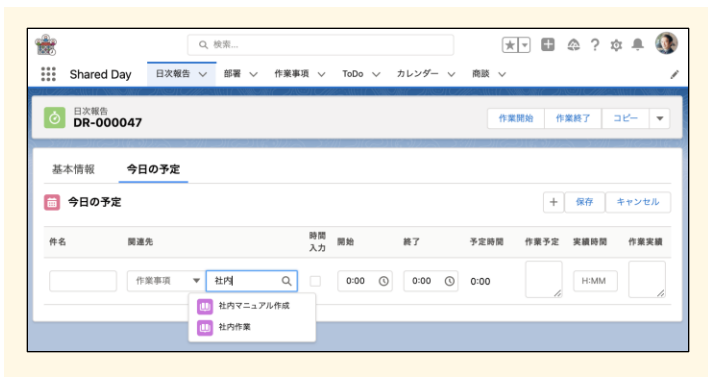 検索...
Shared Day 日次報告 部署 作業事項 ToDo カレンダー 商談
日次報告
DR-000047
作業開始 作業終了 コピー
基本情報 今日の予定
今日の予定
+ 保存 キャンセル
件名 関連先 時間入力 開始 終了 予定時間 作業予定 実績時間 作業実績
作業事項 社内 0:00 0:00 0:00 H:MM
社内マニュアル作成
社内作業